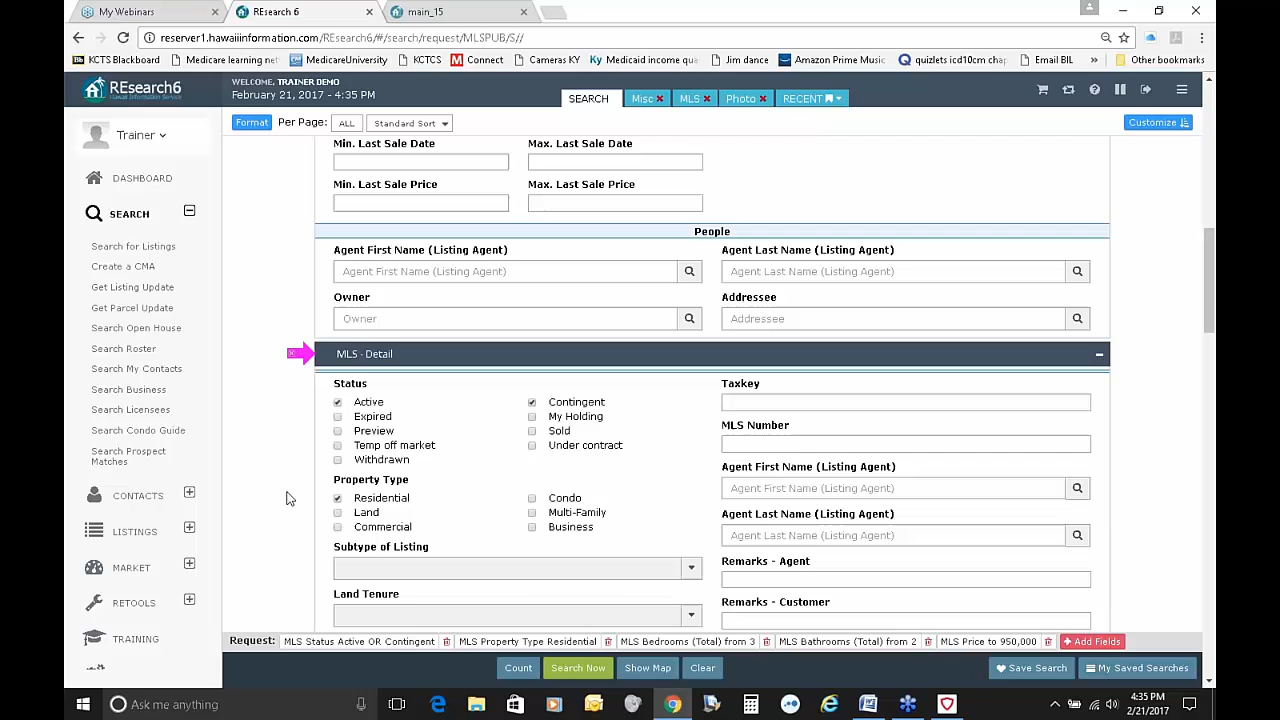 My Webinars
REsearch 6
main_15
reserver1.hawaiiinformation.com/REsearch6/#/search/request/MLSPUB/S//
Bb KCTS Blackboard
Medicare learning net
MedicareUniversity
KCTCS
Connect
Cameras KY
Ky Medicaid income qua
Jim dance
Amazon Prime Music
quizlets icd10cm chap
Email BIL
»
Other bookmarks
REsearch6
Hawaii Information Service
WELCOME, TRAINER DEMO
February 21, 2017 - 4:35 PM
SEARCH
Misc
MLS
Photo
RECENT
Trainer
Format
Per Page:
ALL
Standard Sort
Customize
DASHBOARD
SEARCH
Search for Listings
Create a CMA
Get Listing Update
Get Parcel Update
Search Open House
Search Roster
Search My Contacts
Search Business
Search Licensees
Search Condo Guide
Search Prospect
Matches
CONTACTS
LISTINGS
MARKET
RETOOLS
TRAINING
Min. Last Sale Date
Max. Last Sale Date
Min. Last Sale Price
Max. Last Sale Price
People
Agent First Name (Listing Agent)
Agent Last Name (Listing Agent)
Agent First Name (Listing Agent)
Agent Last Name (Listing Agent)
Owner
Addressee
Owner
Addressee
MLS - Detail
Status
Active
Contingent
Expired
My Holding
Preview
Sold
Temp off market
Under contract
Withdrawn
Property Type
Residential
Condo
Land
Multi-Family
Commercial
Business
Subtype of Listing
Land Tenure
Taxkey
MLS Number
Agent First Name (Listing Agent)
Agent First Name (Listing Agent)
Agent Last Name (Listing Agent)
Agent Last Name (Listing Agent)
Remarks - Agent
Remarks - Customer
Request:
MLS Status Active OR Contingent
MLS Property Type Residential
MLS Bedrooms (Total) from 3
MLS Bathrooms (Total) from 2
MLS Price to 950,000
+ Add Fields
Count
Search Now
Show Map
Clear
Save Search
My Saved Searches
Ask me anything
4:35 PM
2/21/2017